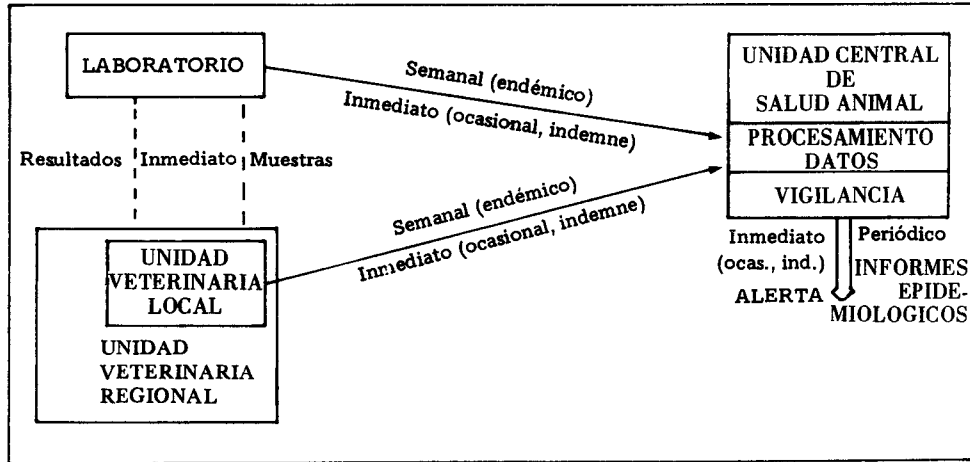 LABORATORIO
Semanal (endémico)
Inmediato (ocasional, indemne)
UNIDAD CENTRAL
DE
SALUD ANIMAL
PROCESAMIENTO
DATOS
VIGILANCIA
Resultados
Inmediato
Muestras
Semanal (endémico)
Inmediato (ocasional, indemne)
UNIDAD
VETERINARIA
LOCAL
UNIDAD
VETERINARIA
REGIONAL
Inmediato
(ocas., ind.)
ALERTA
Periódico
INFORMES
EPIDE-
MIOLOGICOS